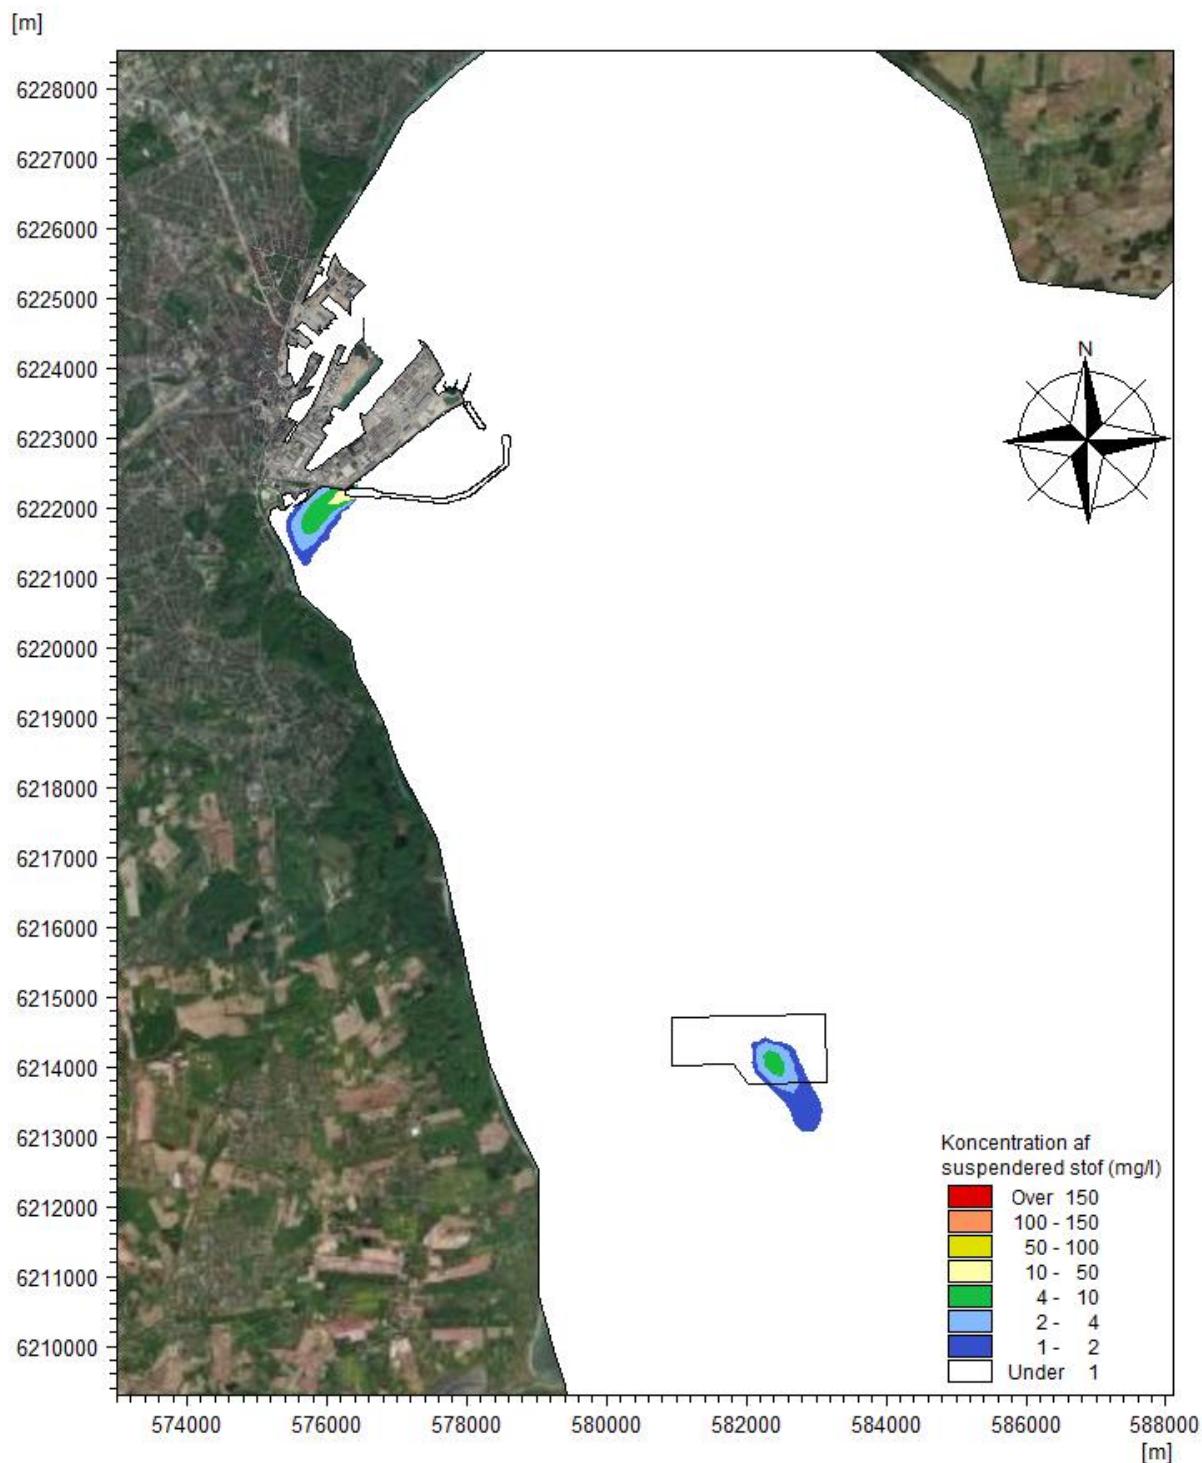 [m]
6228000
6227000
6226000
6225000
6224000
6223000
6222000
6221000
6220000
6219000
6218000
6217000
6216000
6215000
6214000
6213000
6212000
6211000
6210000
N
Koncentration af
suspendered stof (mg/l)
Over 150
100 - 150
50 - 100
10 - 50
4 - 10
2 - 4
1 - 2
Under 1
574000 576000 578000 580000 582000 584000 586000 588000
[m]